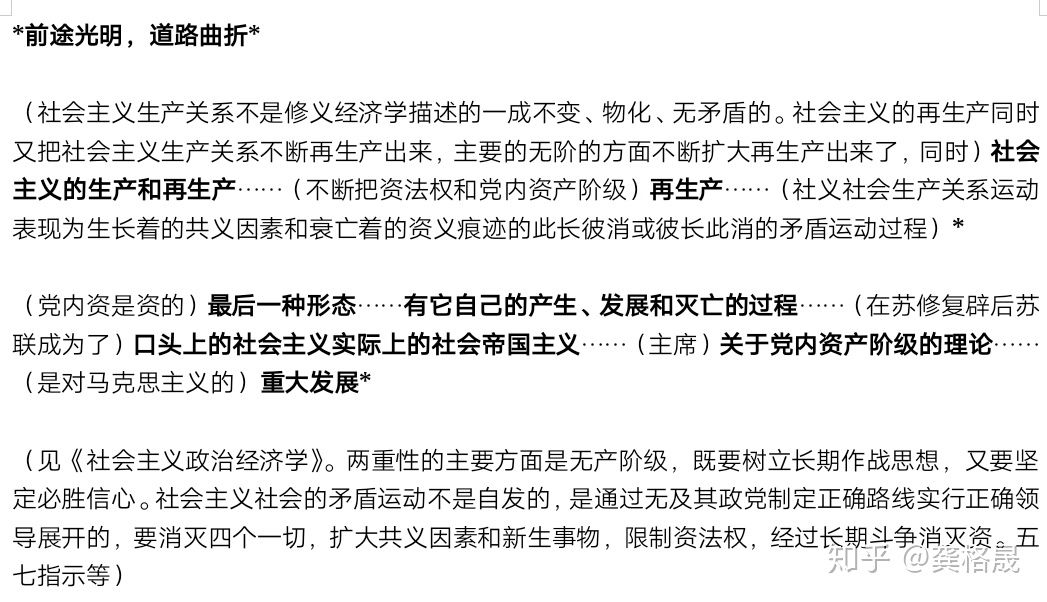 *前途光明，道路曲折*
（社会主义生产关系不是修义经济学描述的一成不变、物化、无矛盾的。社会主义的再生产同时
又把社会主义生产关系不断再生产出来，主要的无阶的方面不断扩大再生产出来了，同时）社会
主义的生产和再生产……（不断把资法权和党内资产阶级）再生产……（社义社会生产关系运动
表现为生长着的共义因素和衰亡着的资义痕迹的此长彼消或彼长此消的矛盾运动过程）*
（党内资是资的）最后一种形态……有它自己的产生、发展和灭亡的过程……（在苏修复辟后苏
联成为了）口头上的社会主义实际上的社会帝国主义……（主席）关于党内资产阶级的理论……
（是对马克思主义的）重大发展*
（见《社会主义政治经济学》。两重性的主要方面是无产阶级，既要树立长期作战思想，又要坚
定必胜信心。社会主义社会的矛盾运动不是自发的，是通过无及其政党制定正确路线实行正确领
导展开的，要消灭四个一切，扩大共义因素和新生事物，限制资法权，经过长期斗争消灭资。五
七指示等）
知乎 @龚格晟